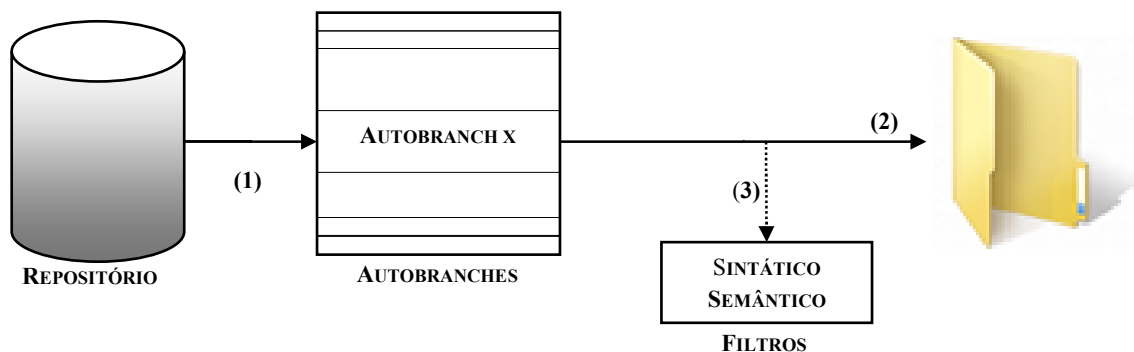 AUTOBRANCH X
(2)
(1)
(3)
REPOSITÓRIO
AUTOBRANCHES
SINTÁTICO
SEMÂNTICO
FILTROS